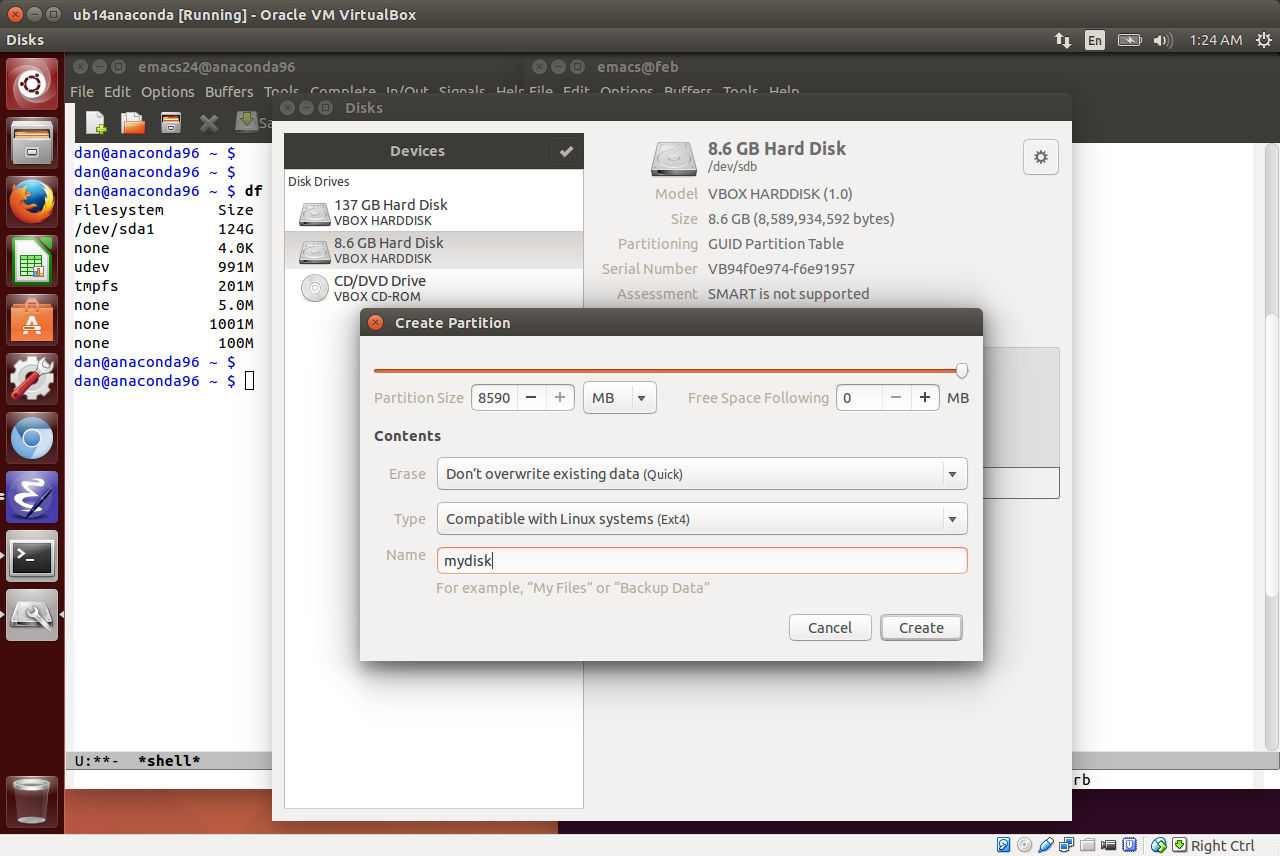 ub14anaconda [Running] - Oracle VM VirtualBox
Disks
En
1:24 AM
emacs24@anaconda96
emacs@feb
File Edit Options Buffers Tools Complete In/Out Signals Help
File Edit Options Buffers Tools Help
Disks
dan@anaconda96 ~ $
dan@anaconda96 ~ $
dan@anaconda96 ~ $ df
Filesystem Size
/dev/sda1 124G
none 4.0K
udev 991M
tmpfs 201M
none 5.0M
none 1001M
none 100M
dan@anaconda96 ~ $
dan@anaconda96 ~ $
Devices
Disk Drives
137 GB Hard Disk
VBOX HARDDISK
8.6 GB Hard Disk
VBOX HARDDISK
CD/DVD Drive
VBOX CD-ROM
8.6 GB Hard Disk
/dev/sdb
Model VBOX HARDDISK (1.0)
Size 8.6 GB (8,589,934,592 bytes)
Partitioning GUID Partition Table
Serial Number VB94f0e974-f6e91957
Assessment SMART is not supported
Create Partition
Partition Size 8590 − + MB Free Space Following 0 − + MB
Contents
Erase Don’t overwrite existing data (Quick)
Type Compatible with Linux systems (Ext4)
Name mydisk
For example, “My Files” or “Backup Data”
Cancel Create
U:**- *shell*
rb
Right Ctrl